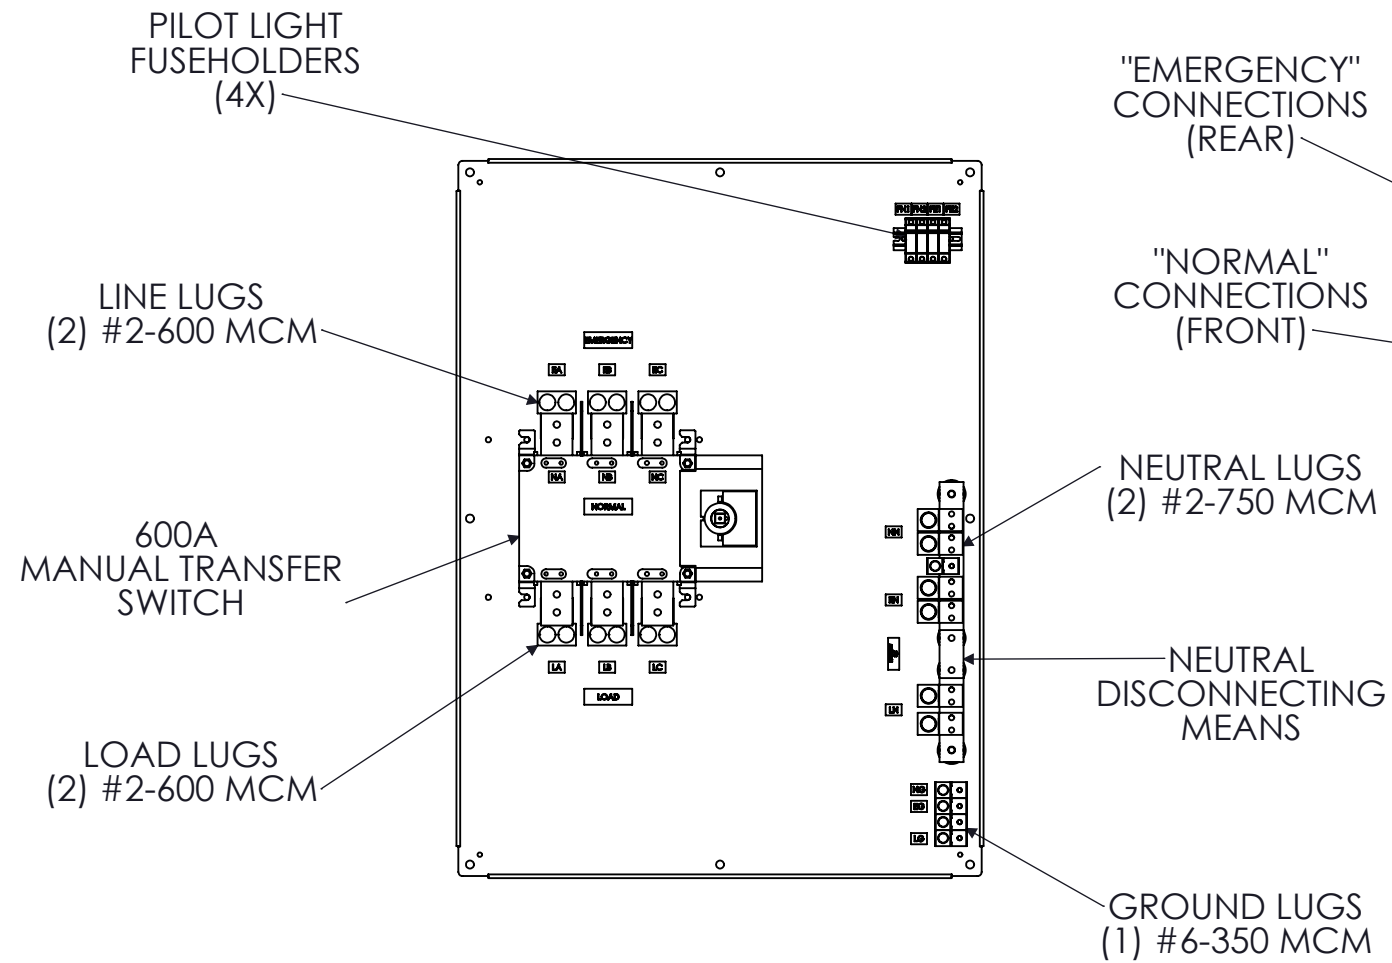 PILOT LIGHT
FUSEHOLDERS
(4X)
"EMERGENCY"
CONNECTIONS
(REAR)
"NORMAL"
CONNECTIONS
(FRONT)
LINE LUGS
(2) #2-600 MCM
EMERGENCY
EA EB EC
NA NB NC
NORMAL
600A
MANUAL TRANSFER
SWITCH
NEUTRAL LUGS
(2) #2-750 MCM
NN
EN
LA LB LC
LOAD
LN
NEUTRAL
DISCONNECTING
MEANS
LOAD LUGS
(2) #2-600 MCM
NG
EG
LG
GROUND LUGS
(1) #6-350 MCM